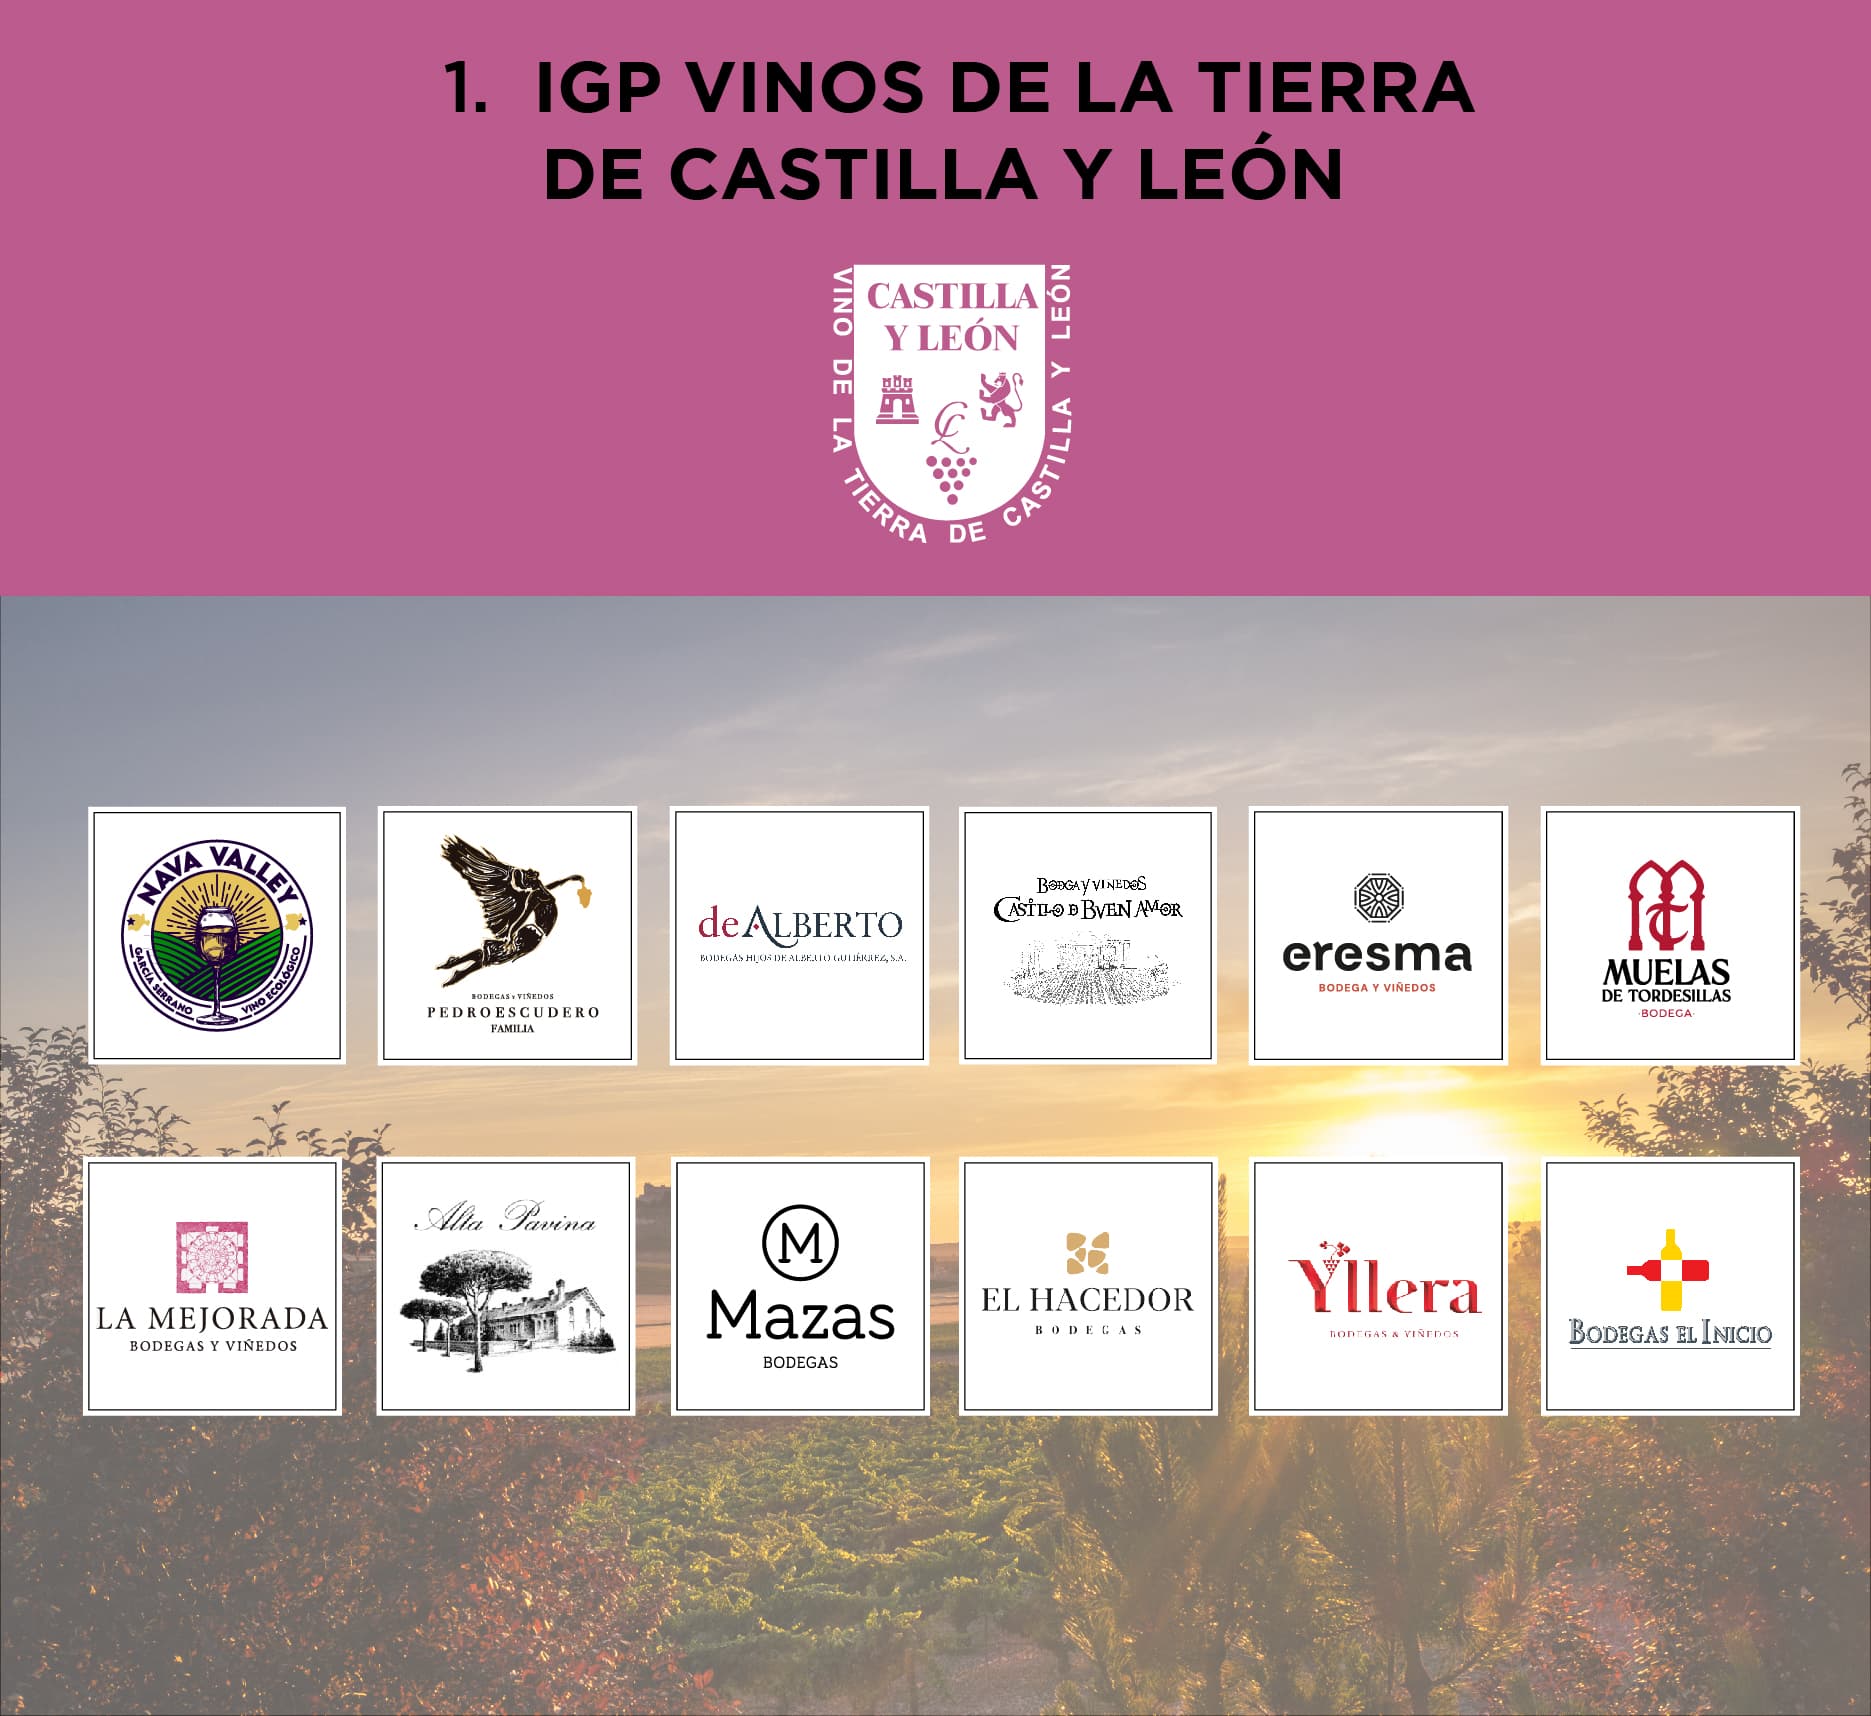 1. IGP VINOS DE LA TIERRA
DE CASTILLA Y LEÓN
CASTILLA
Y LEÓN
CL
VINO DE LA TIERRA DE CASTILLA Y LEÓN
NAVA VALLEY
GARCÍA SERRANO
VINO ECOLÓGICO
BODEGAS Y VIÑEDOS
PEDROESCUDERO
FAMILIA
deALBERTO
BODEGAS HIJOS DE ALBERTO GUTIÉRREZ, S.A.
BODEGA Y VIÑEDOS
CASTILLO D BVEN AMOR
eresma
BODEGA Y VIÑEDOS
MUELAS
DE TORDESILLAS
·BODEGA·
LA MEJORADA
BODEGAS Y VIÑEDOS
Alta Pavina
M
Mazas
BODEGAS
EL HACEDOR
BODEGAS
Yllera
BODEGAS & VIÑEDOS
BODEGAS EL INICIO